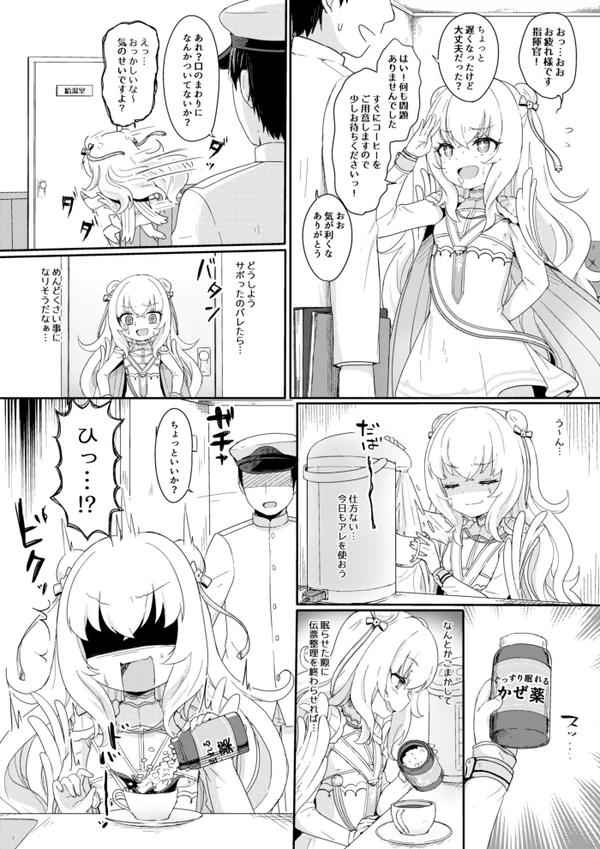 おっ…おお
お疲れ様です
指揮官！
ちょっと
遅くなったけど
大丈夫だった？
はい！何も問題
ありませんでした
すぐにコーヒーを
ご用意しますので
少しお待ちくださいっ！
おお
気が利くな
ありがとう
あれ？口のまわりに
なんかついてないか？
えっ…
おっかしいな～
気のせいですよ？
給湯室
ダダッ
ダッ
どうしよう
サボったのバレたら…
めんどくさい事に
なりそうだなぁ…
バタン
う～ん…
だばー
仕方ない…
今日もアレを使おう
ぐっすり眠れる
かぜ薬
スッ…
なんとかごまかして
眠らせた隙に
伝票整理を終わらせれば…
ガチャ
ちょっといいか？
ひっ…!?
ビクッ
れる
薬